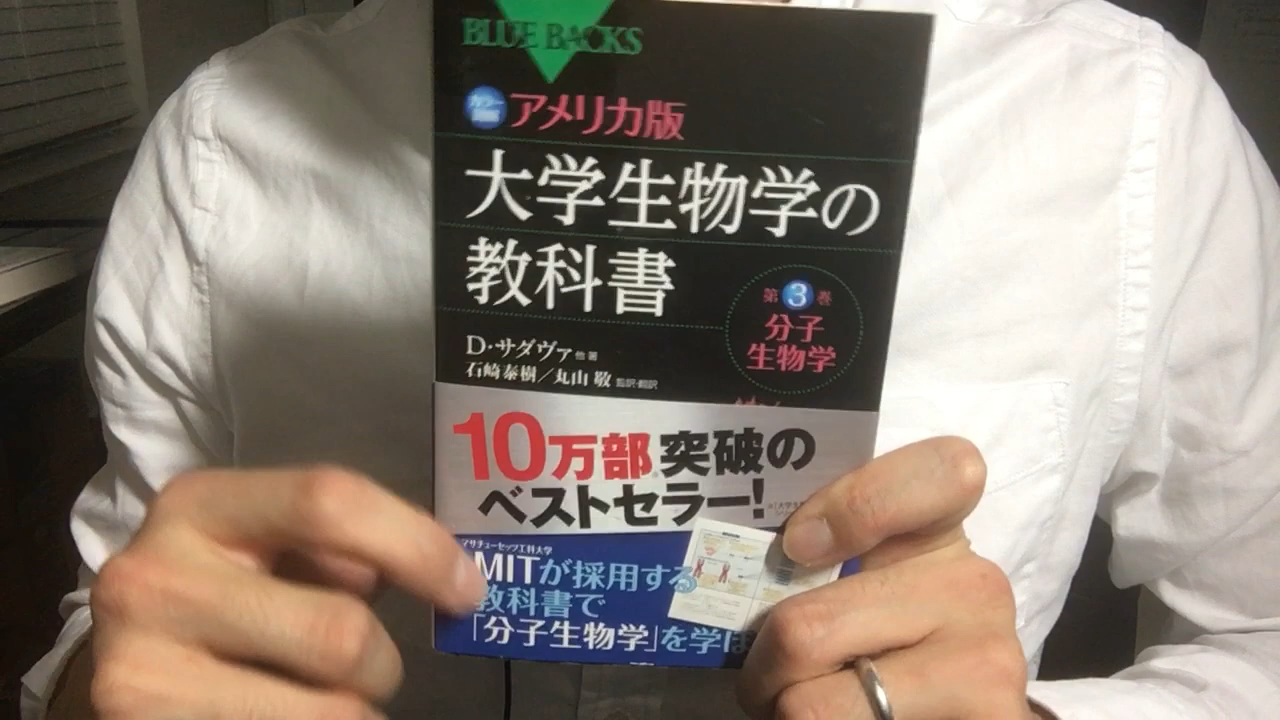 BLUE BACKS
カラー図解 アメリカ版
大学生物学の
教科書
第3巻
分子
生物学
D・サダヴァ 他 著
石崎泰樹/丸山 敬 監訳・翻訳
10万部突破の
ベストセラー!
マサチューセッツ工科大学
MITが採用する
教科書で
「分子生物学」を学ぼ